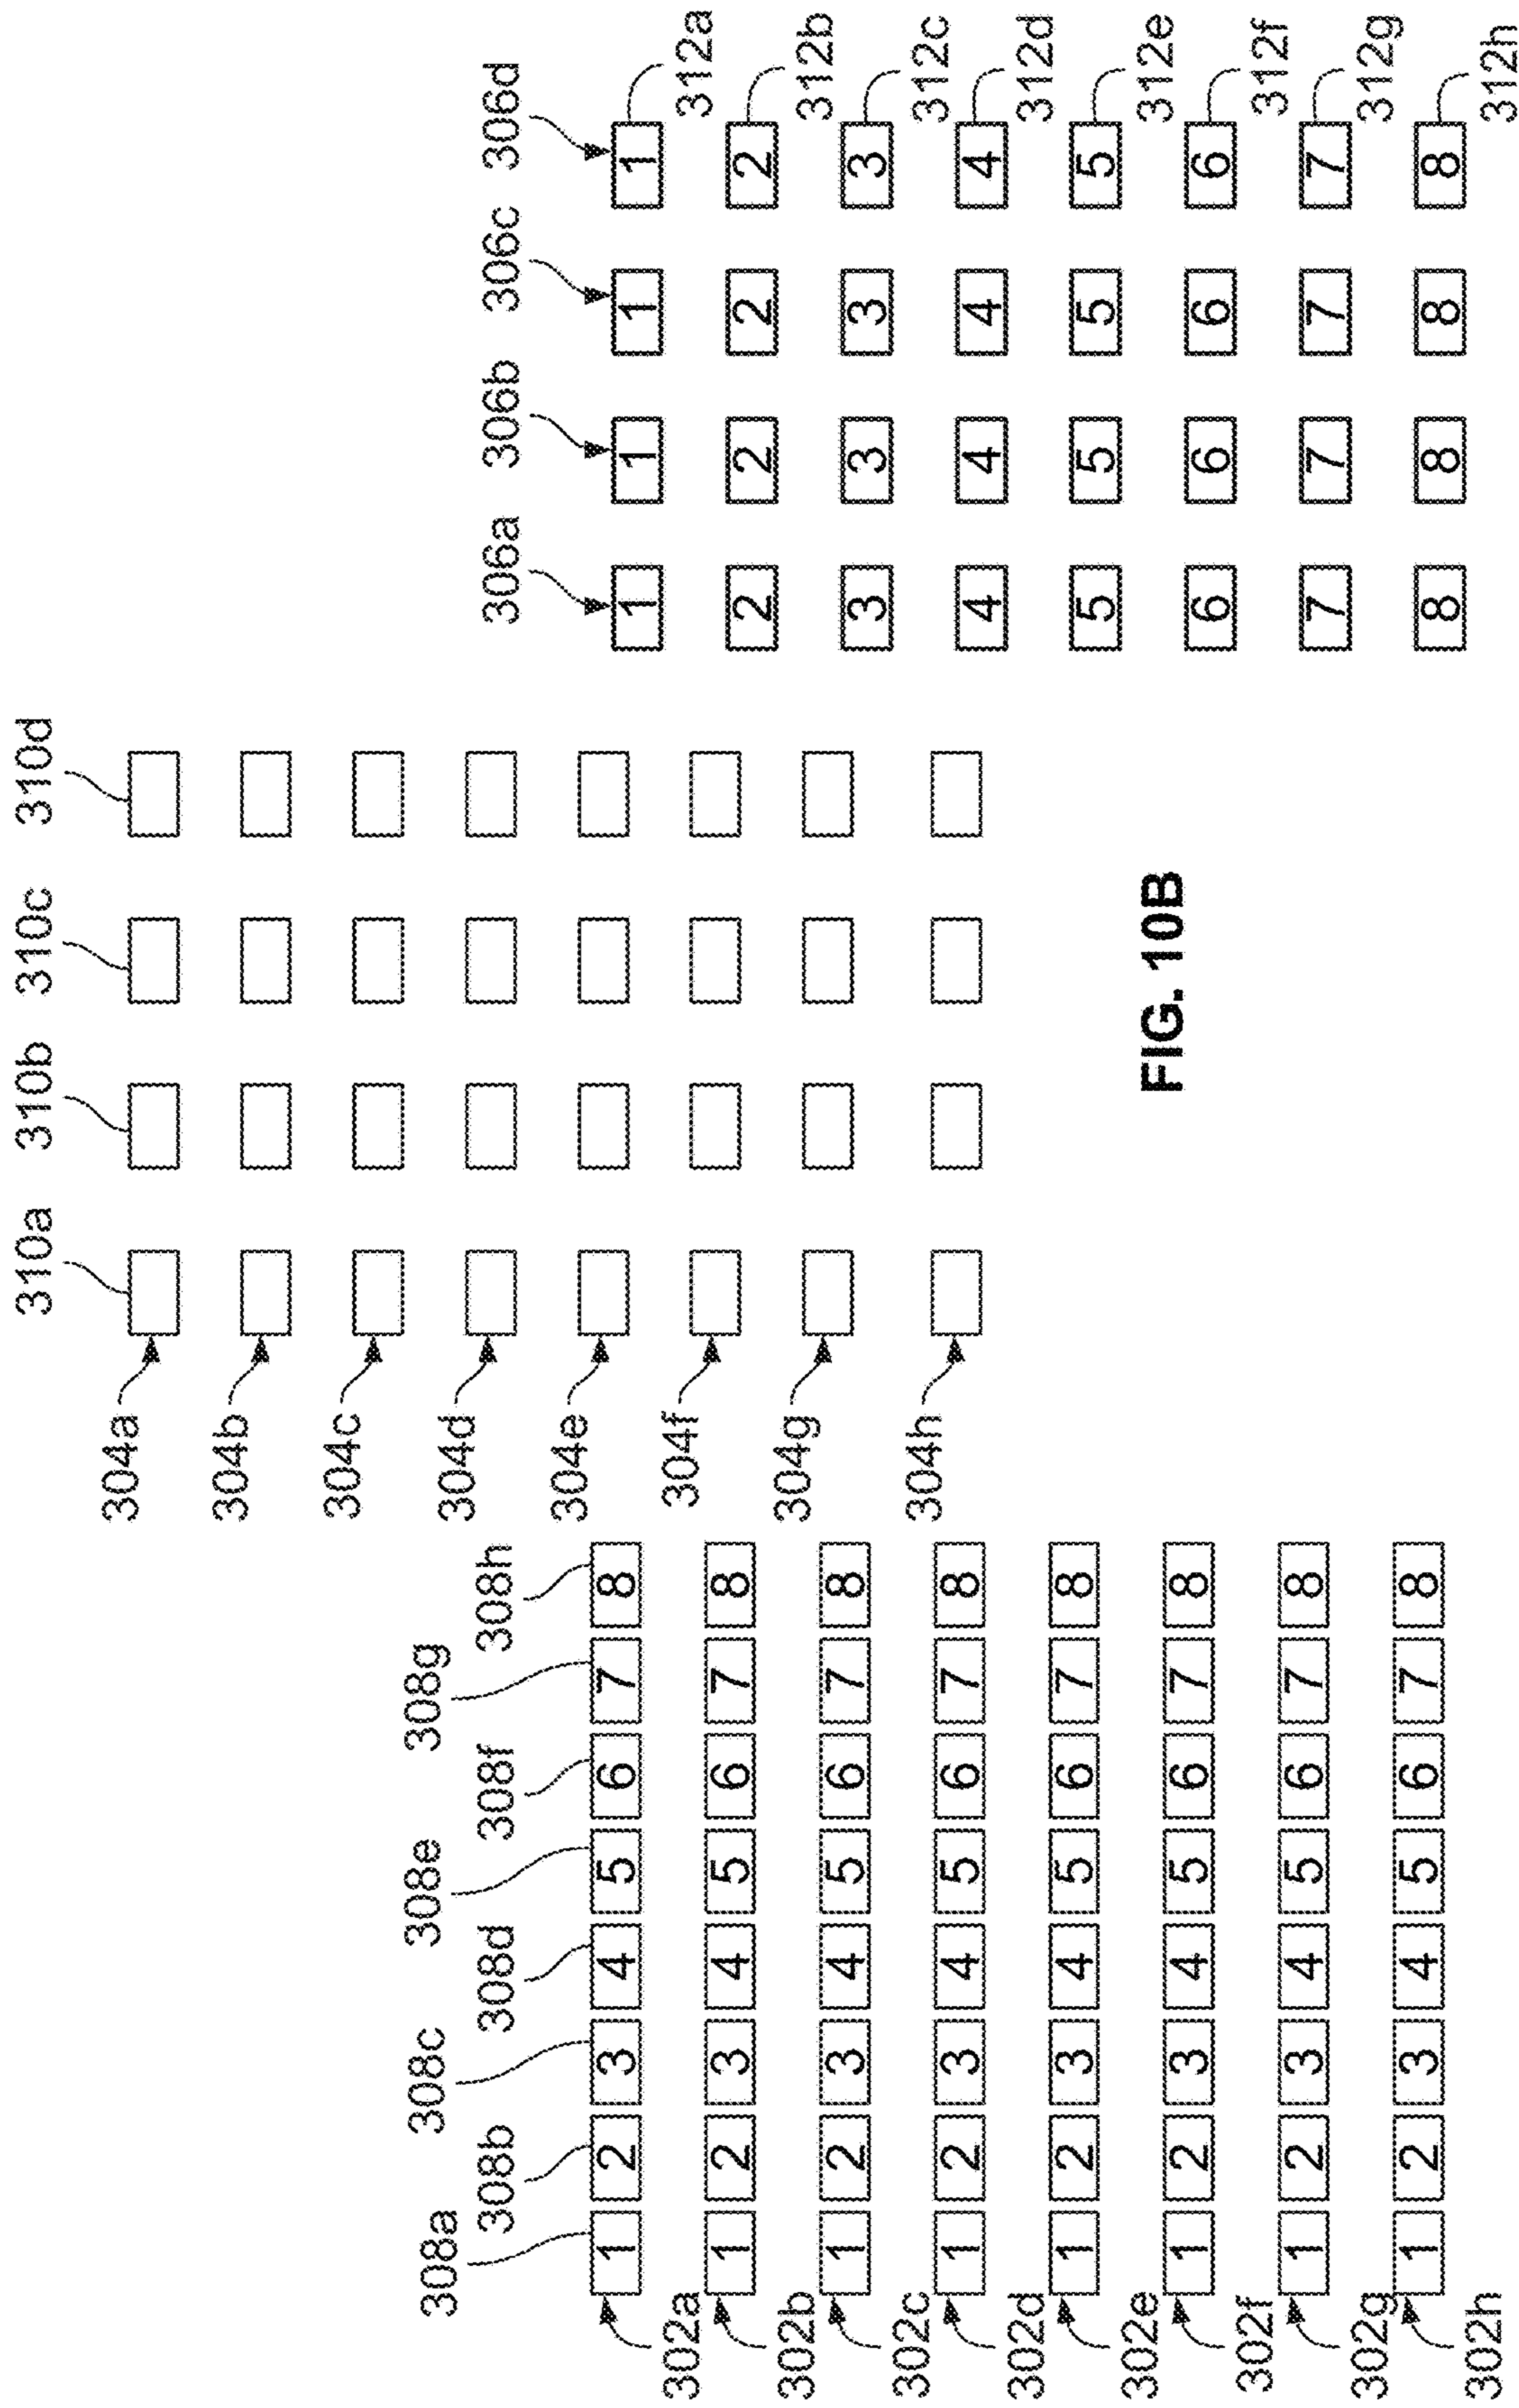 310a 310b 310c 310d
304a
304b
304c
308a 308c 308e 308g
304d
308b 308d 308f 308h
306a 306b 306c 306d
304e
1 2 3 4 5 6 7 8
1 1 1 1
302a
304f
312a
1 2 3 4 5 6 7 8
2 2 2 2
302b
304g
312b
1 2 3 4 5 6 7 8
3 3 3 3
302c
304h
312c
1 2 3 4 5 6 7 8
4 4 4 4
302d
312d
1 2 3 4 5 6 7 8
5 5 5 5
302e
FIG. 10B
312e
1 2 3 4 5 6 7 8
6 6 6 6
302f
312f
1 2 3 4 5 6 7 8
7 7 7 7
302g
312g
1 2 3 4 5 6 7 8
8 8 8 8
302h
312h